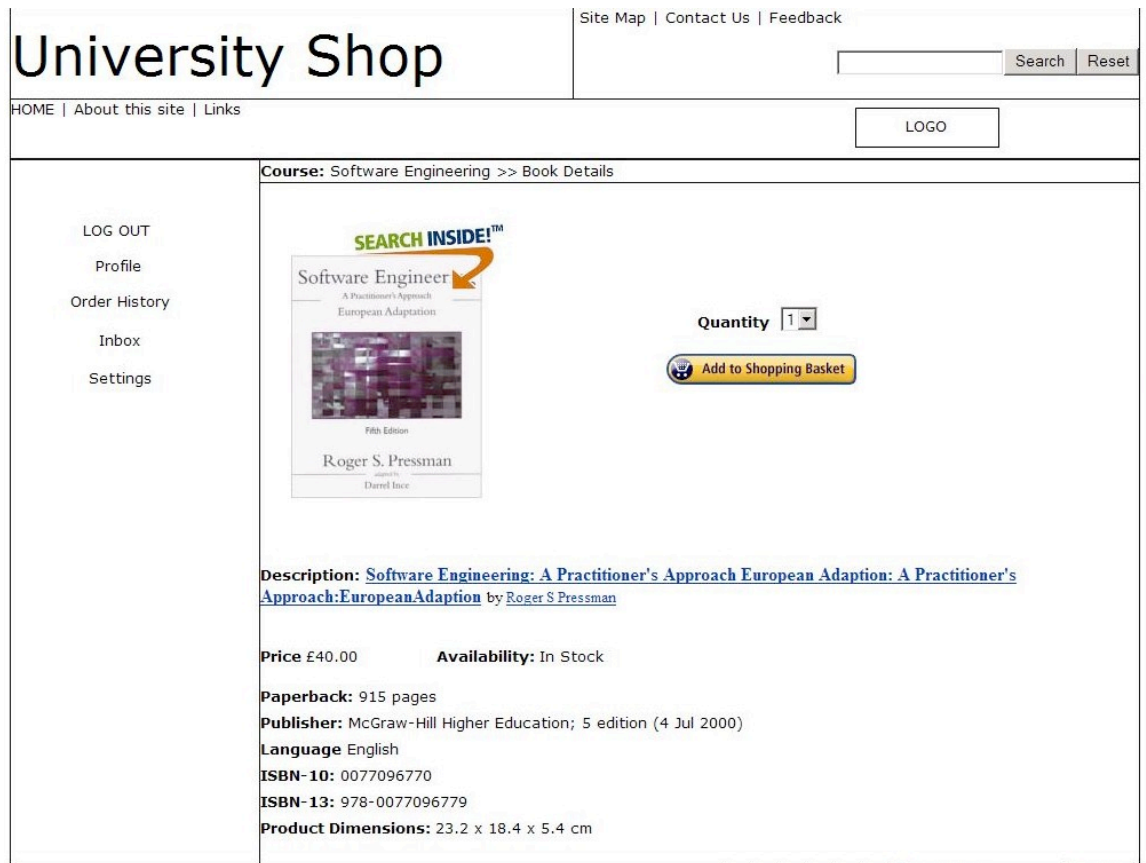 Site Map | Contact Us | Feedback
University Shop
Search Reset
HOME | About this site | Links
LOGO
Course: Software Engineering >> Book Details
LOG OUT
Profile
Order History
Inbox
Settings
SEARCH INSIDE!™
Software Engineer
A Practitioner's Approach
European Adaptation
Fifth Edition
Roger S. Pressman
adapted by
Darrel Ince
Quantity 1
Add to Shopping Basket
Description: Software Engineering: A Practitioner's Approach European Adaption: A Practitioner's
Approach:EuropeanAdaption by Roger S Pressman
Price £40.00 Availability: In Stock
Paperback: 915 pages
Publisher: McGraw-Hill Higher Education; 5 edition (4 Jul 2000)
Language English
ISBN-10: 0077096770
ISBN-13: 978-0077096779
Product Dimensions: 23.2 x 18.4 x 5.4 cm